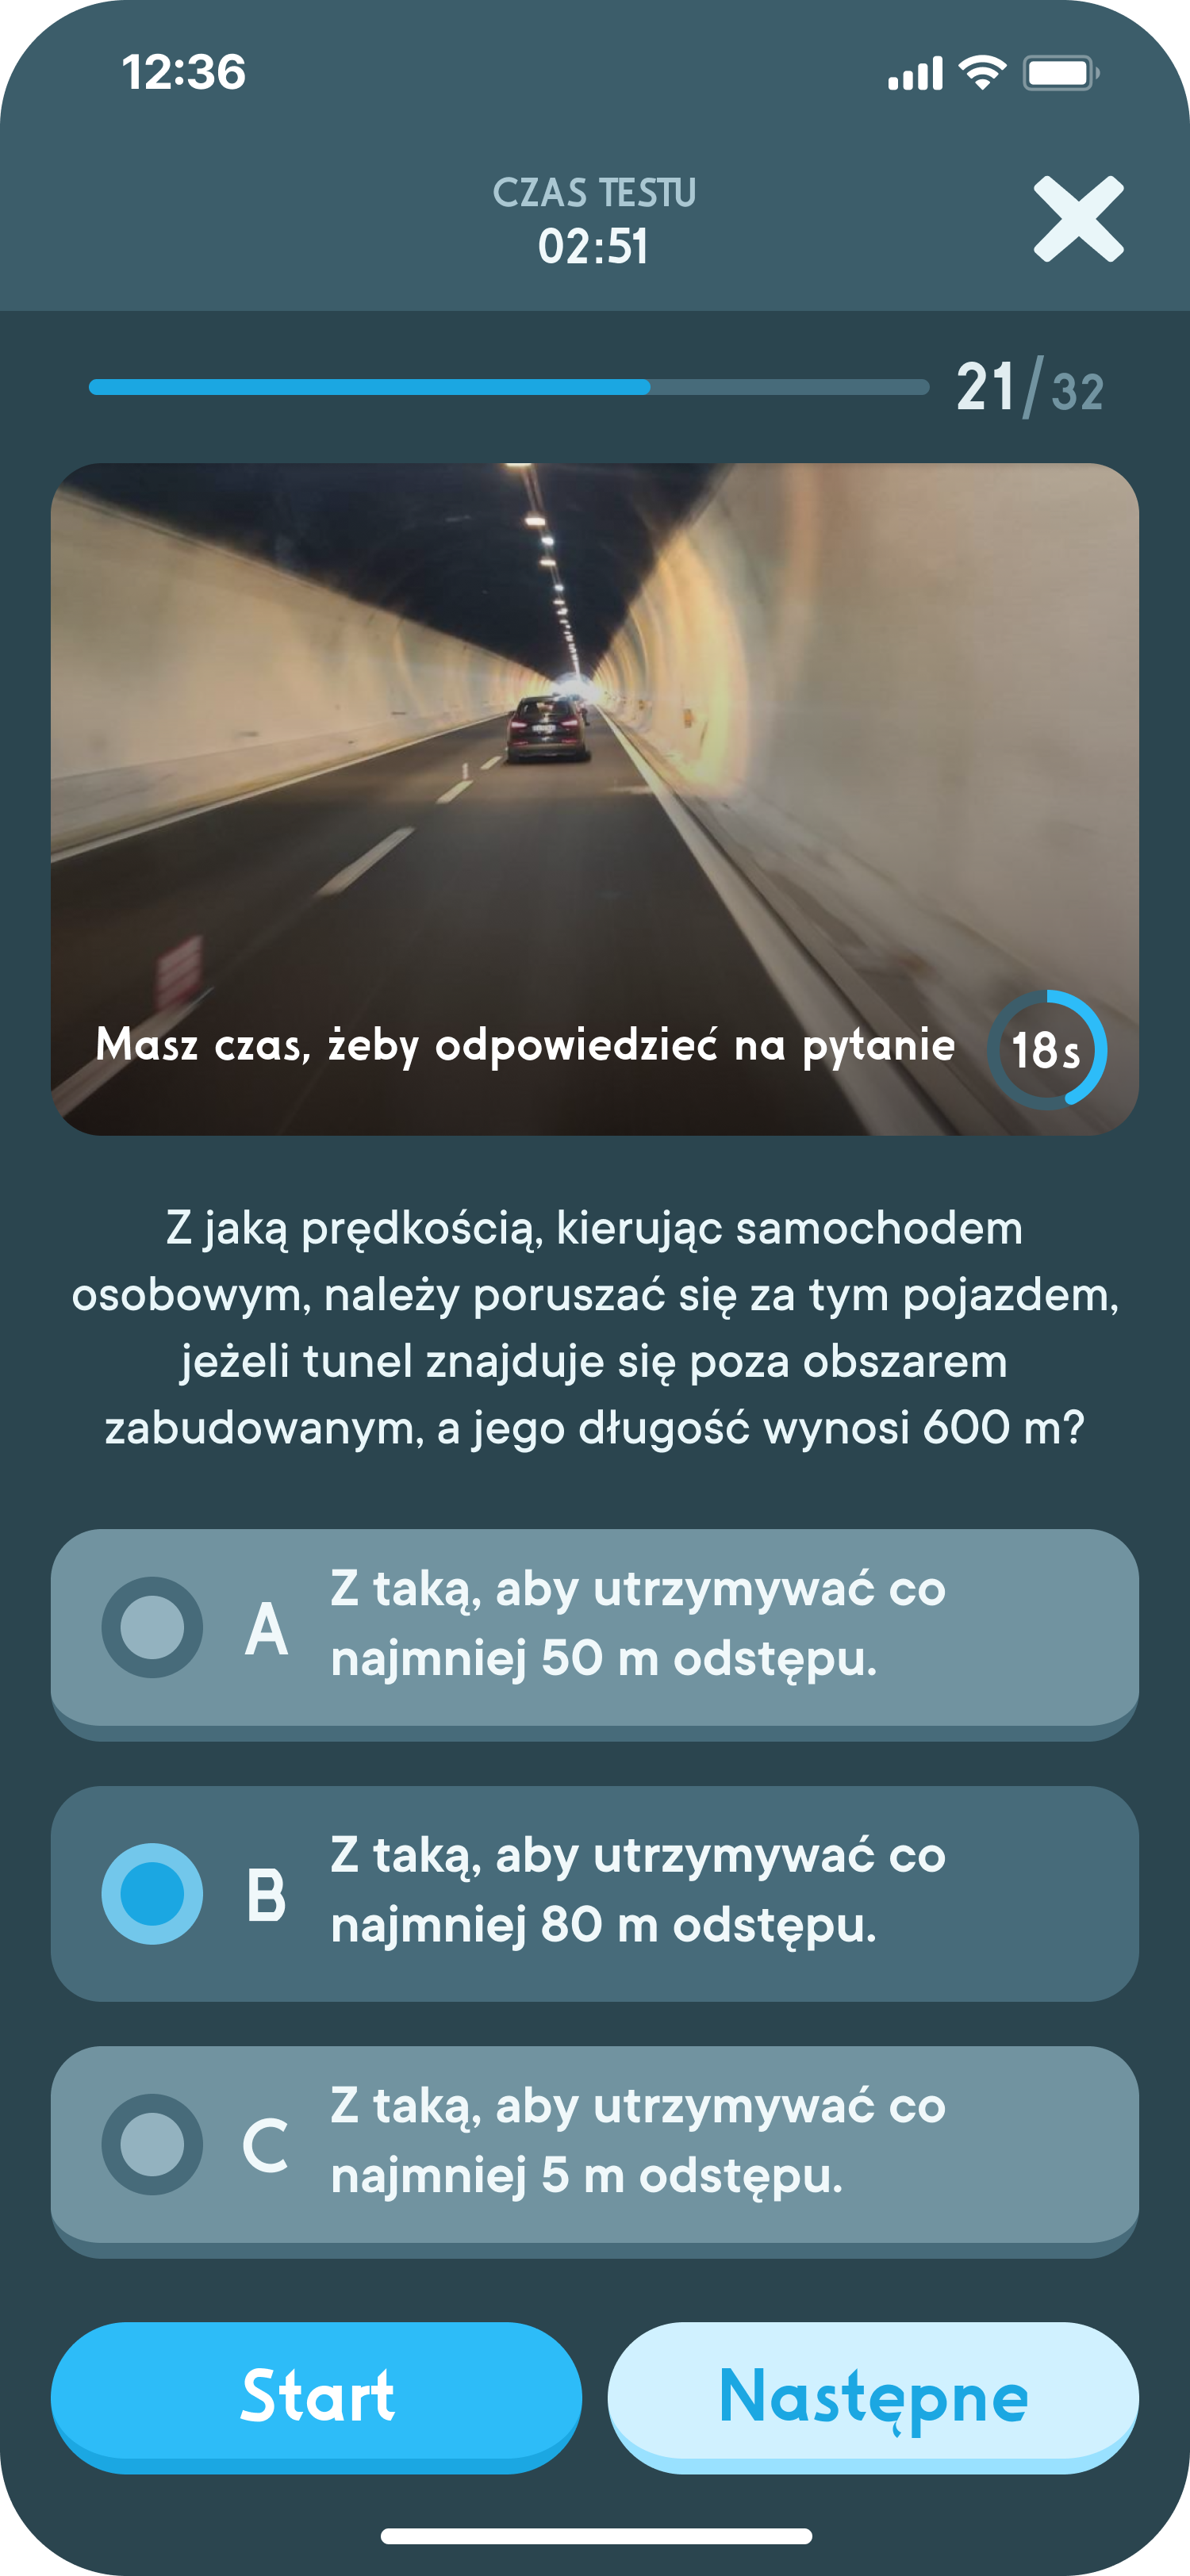 12:36
CZAS TESTU
02:51
21/32
Masz czas, żeby odpowiedzieć na pytanie
18s
Z jaką prędkością, kierując samochodem
osobowym, należy poruszać się za tym pojazdem,
jeżeli tunel znajduje się poza obszarem
zabudowanym, a jego długość wynosi 600 m?
A
Z taką, aby utrzymywać co
najmniej 50 m odstępu.
B
Z taką, aby utrzymywać co
najmniej 80 m odstępu.
C
Z taką, aby utrzymywać co
najmniej 5 m odstępu.
Start
Następne